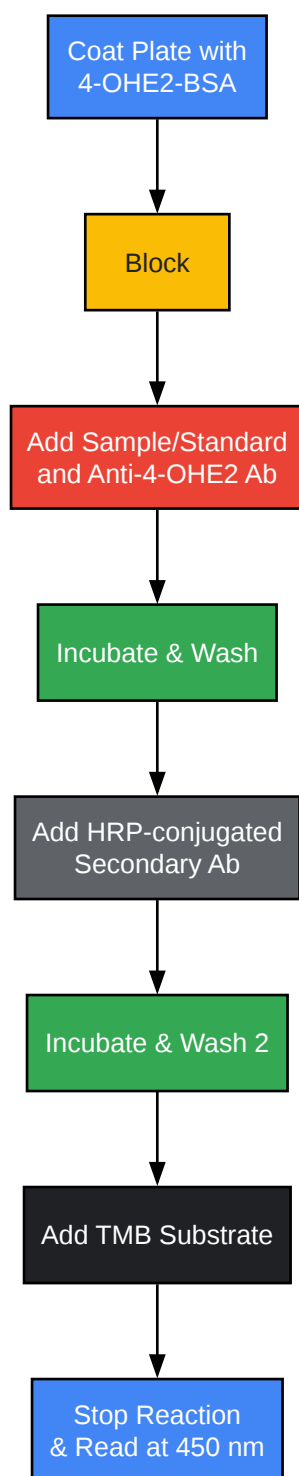 Coat Plate with
4-OHE2-BSA
Block
Add Sample/Standard
and Anti-4-OHE2 Ab
Incubate & Wash
Add HRP-conjugated
Secondary Ab
Incubate & Wash 2
Add TMB Substrate
Stop Reaction
& Read at 450 nm